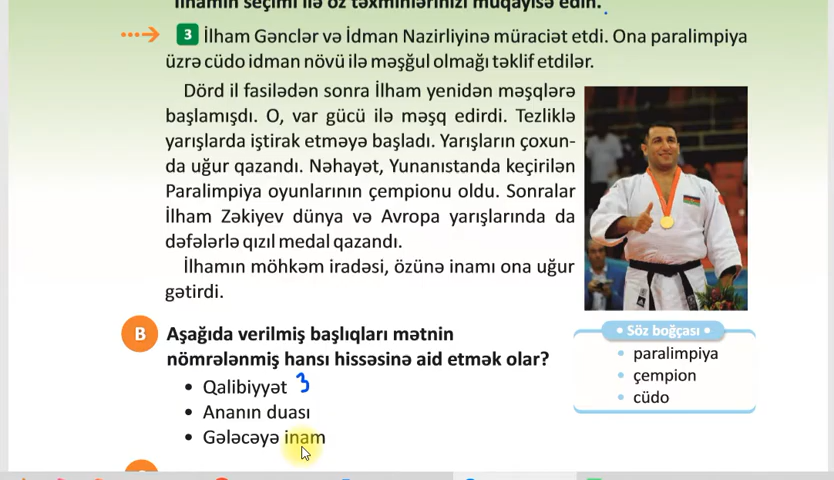 İlhamın seçimi ilə öz təxminlərinizi müqayisə edin.
3 İlham Gənclər və İdman Nazirliyinə müraciət etdi. Ona paralimpiya
üzrə cüdo idman növü ilə məşğul olmağı təklif etdilər.
Dörd il fasilədən sonra İlham yenidən məşqlərə
başlamışdı. O, var gücü ilə məşq edirdi. Tezliklə
yarışlarda iştirak etməyə başladı. Yarışların çoxun-
da uğur qazandı. Nəhayət, Yunanıstanda keçirilən
Paralimpiya oyunlarının çempionu oldu. Sonralar
İlham Zəkiyev dünya və Avropa yarışlarında da
dəfələrlə qızıl medal qazandı.
İlhamın möhkəm iradəsi, özünə inamı ona uğur
gətirdi.
B Aşağıda verilmiş başlıqları mətnin
nömrələnmiş hansı hissəsinə aid etmək olar?
• Qalibiyyət 3
• Ananın duası
• Gələcəyə inam
• Söz boğçası •
• paralimpiya
• çempion
• cüdo